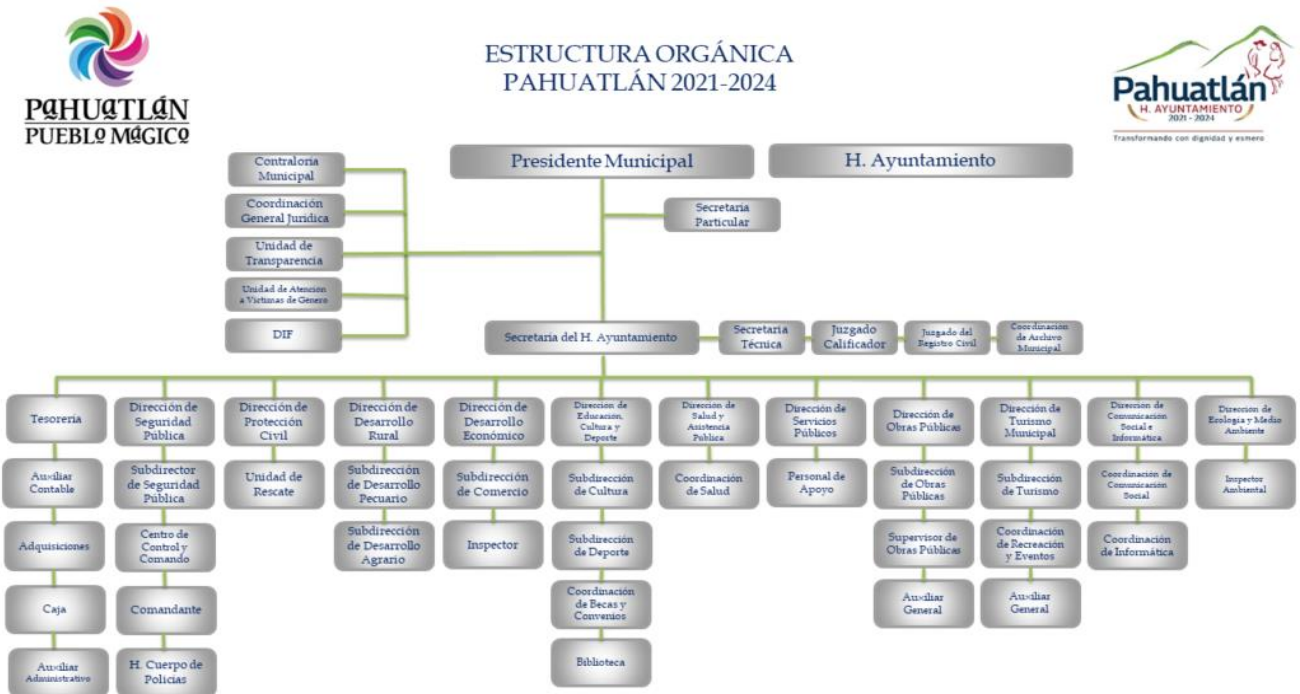 PAHUATLÁN
PUEBLO MÁGICO
ESTRUCTURA ORGÁNICA
PAHUATLÁN 2021-2024
Pahuatlán
H. AYUNTAMIENTO
2021 - 2024
Transformando con dignidad y esmero
Contraloría
Municipal
Presidente Municipal
H. Ayuntamiento
Coordinación
General Jurídica
Secretaría
Particular
Unidad de
Transparencia
Unidad de Atención
a Victimas de Género
DIF
Secretaría del H. Ayuntamiento
Secretaría
Técnica
Juzgado
Calificador
Juzgado del
Registro Civil
Coordinación
de Archivo
Municipal
Tesorería
Dirección de
Seguridad
Pública
Dirección de
Protección
Civil
Dirección de
Desarrollo
Rural
Dirección de
Desarrollo
Económico
Dirección de
Educación,
Cultura y
Deporte
Dirección de
Salud y
Asistencia
Pública
Dirección de
Servicios
Públicos
Dirección de
Obras Públicas
Dirección de
Turismo
Municipal
Dirección de
Comunicación
Social e
Informática
Dirección de
Ecología y Medio
Ambiente
Auxiliar
Contable
Subdirector
de Seguridad
Pública
Unidad de
Rescate
Subdirección
de Desarrollo
Pecuario
Subdirección
de Comercio
Subdirección
de Cultura
Coordinación
de Salud
Personal de
Apoyo
Subdirección
de Obras
Públicas
Subdirección
de Turismo
Coordinación de
Comunicación
Social
Inspector
Ambiental
Adquisiciones
Centro de
Control y
Comando
Subdirección
de Desarrollo
Agrario
Inspector
Subdirección
de Deporte
Supervisor de
Obras Públicas
Coordinación
de Recreación
y Eventos
Coordinación
de Informática
Caja
Comandante
Coordinación
de Becas y
Convenios
Auxiliar
General
Auxiliar
General
Auxiliar
Administrativo
H. Cuerpo de
Policías
Biblioteca